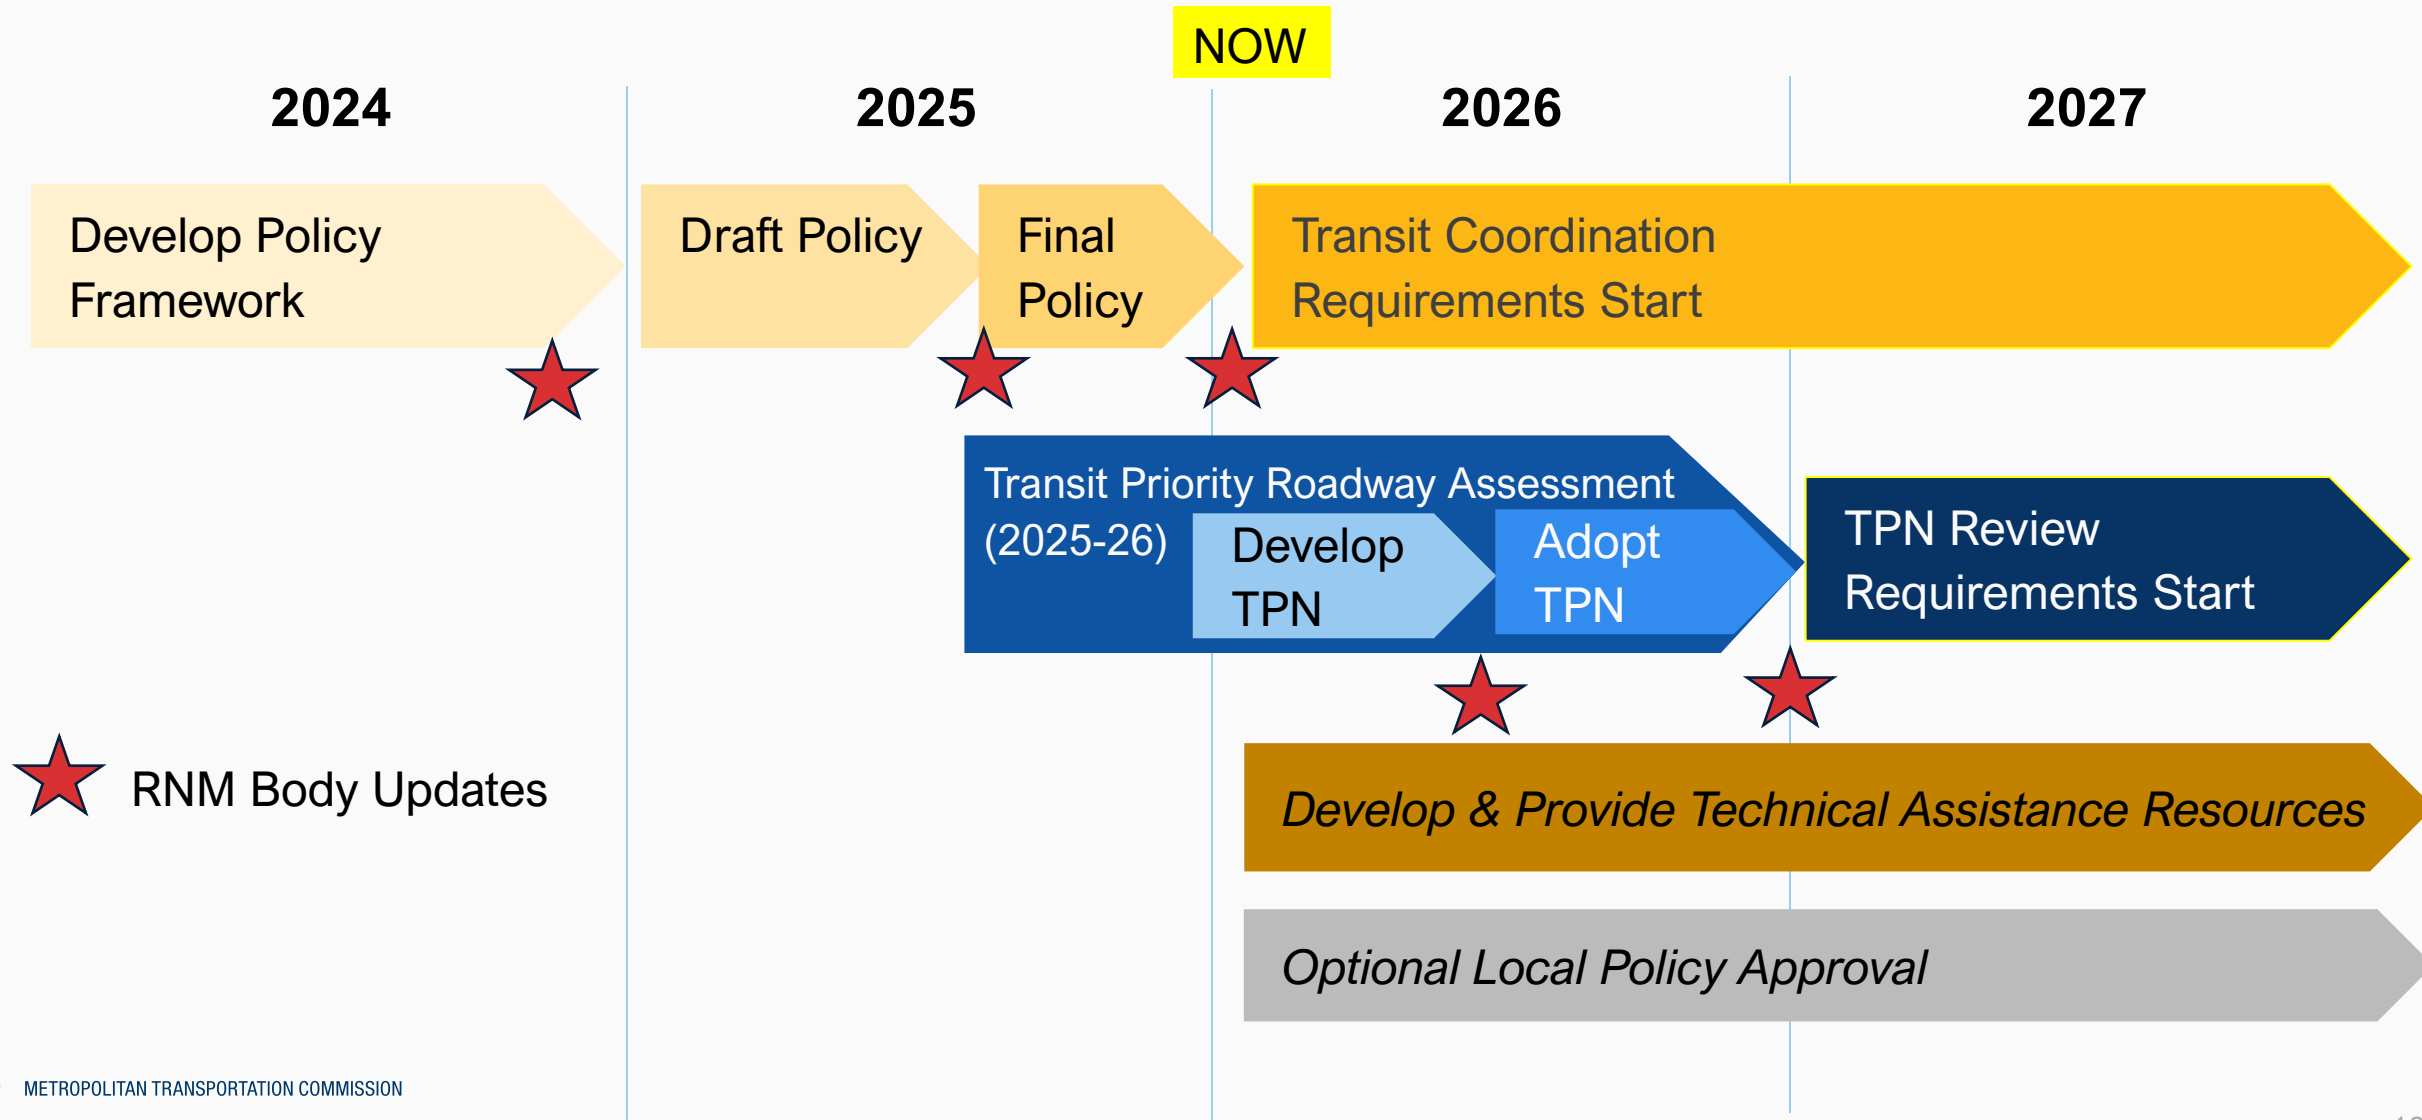 NOW
2024
2025
2026
2027
Develop Policy
Framework
Draft Policy
Final
Policy
Transit Coordination
Requirements Start
Transit Priority Roadway Assessment
(2025-26)
Develop
TPN
Adopt
TPN
TPN Review
Requirements Start
RNM Body Updates
Develop & Provide Technical Assistance Resources
Optional Local Policy Approval
METROPOLITAN TRANSPORTATION COMMISSION